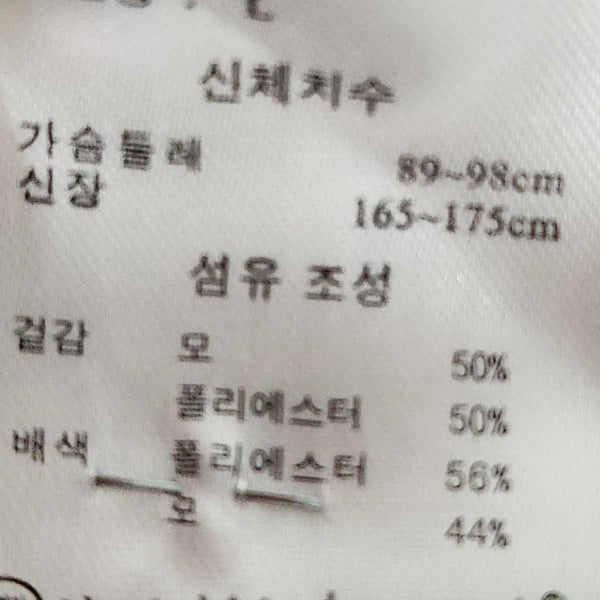 신체치수
가슴둘레 89~98cm
신장 165~175cm
섬유 조성
겉감 모 50%
폴리에스터 50%
배색 폴리에스터 56%
모 44%